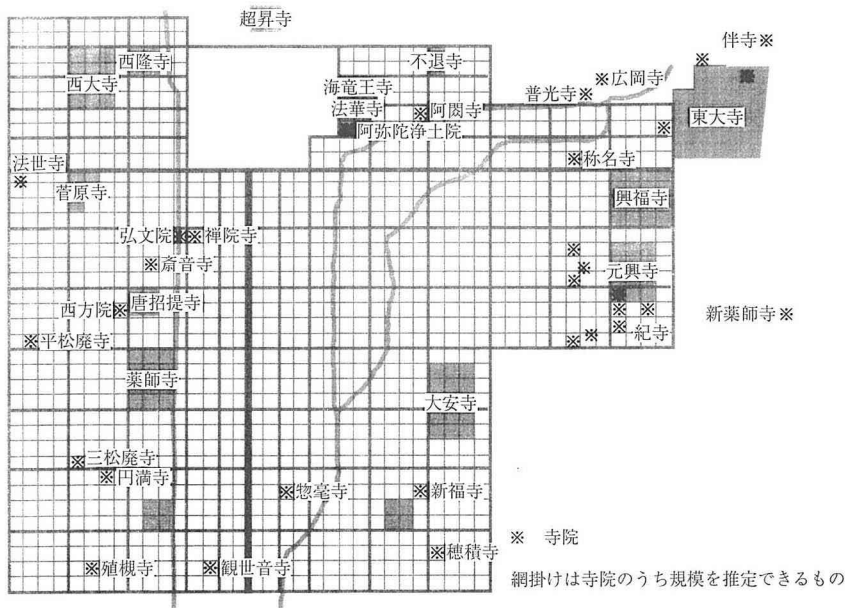 超昇寺
伴寺※
西隆寺
不退寺
※広岡寺
西大寺
海竜王寺
普光寺※
法華寺
※阿閦寺
東大寺
阿弥陀浄土院
法世寺
※
※称名寺
菅原寺
興福寺
弘文院※
※禅院寺
※斎音寺
元興寺
唐招提寺
西方院※
新薬師寺※
※平松廃寺
※紀寺
薬師寺
大安寺
※三松廃寺
※円満寺
※惣毫寺
※新福寺
※ 寺院
※穂積寺
※殖槻寺
※観世音寺
網掛けは寺院のうち規模を推定できるもの